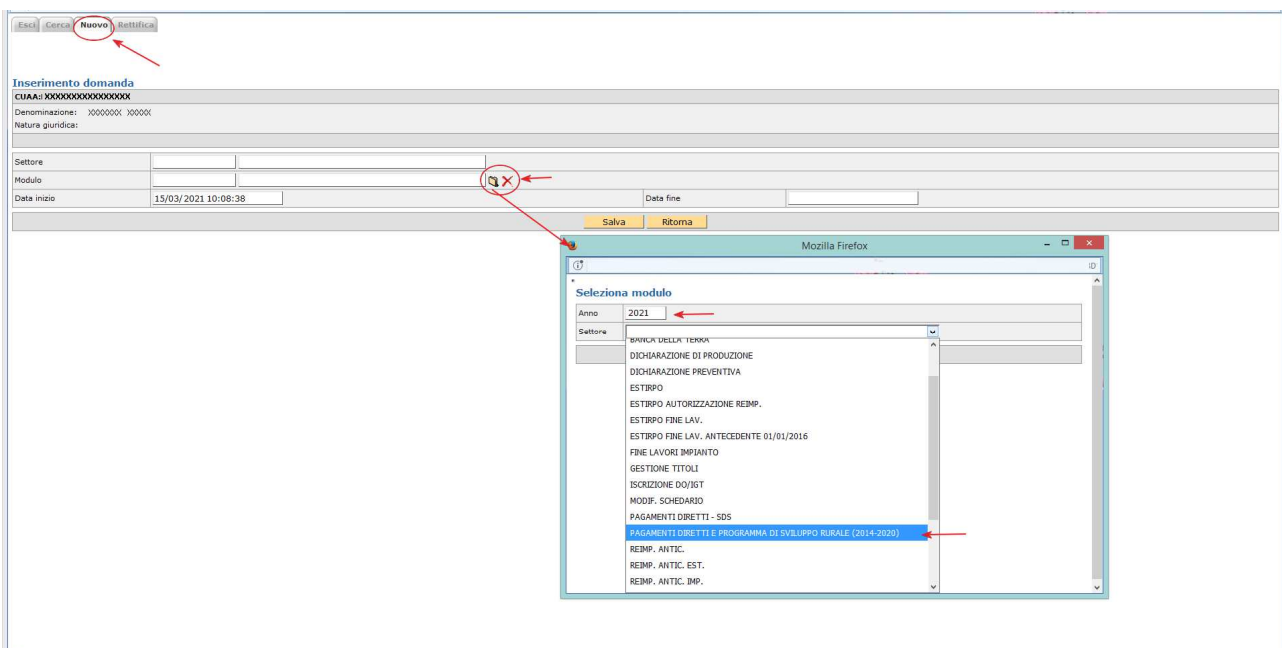 Esci Cerca Nuovo Rettifica
Inserimento domanda
CUAA: XXXXXXXXXXXXXXXX
Denominazione: XXXXXXX XXXXX
Natura giuridica:
Settore
Modulo
Data inizio 15/03/2021 10:08:38 Data fine
Salva Ritorna
Mozilla Firefox
Seleziona modulo
Anno 2021
Settore
BANCA DELLA TERRA
DICHIARAZIONE DI PRODUZIONE
DICHIARAZIONE PREVENTIVA
ESTIRPO
ESTIRPO AUTORIZZAZIONE REIMP.
ESTIRPO FINE LAV.
ESTIRPO FINE LAV. ANTECEDENTE 01/01/2016
FINE LAVORI IMPIANTO
GESTIONE TITOLI
ISCRIZIONE DO/IGT
MODIF. SCHEDARIO
PAGAMENTI DIRETTI - SDS
PAGAMENTI DIRETTI E PROGRAMMA DI SVILUPPO RURALE (2014-2020)
REIMP. ANTIC.
REIMP. ANTIC. EST.
REIMP. ANTIC. IMP.